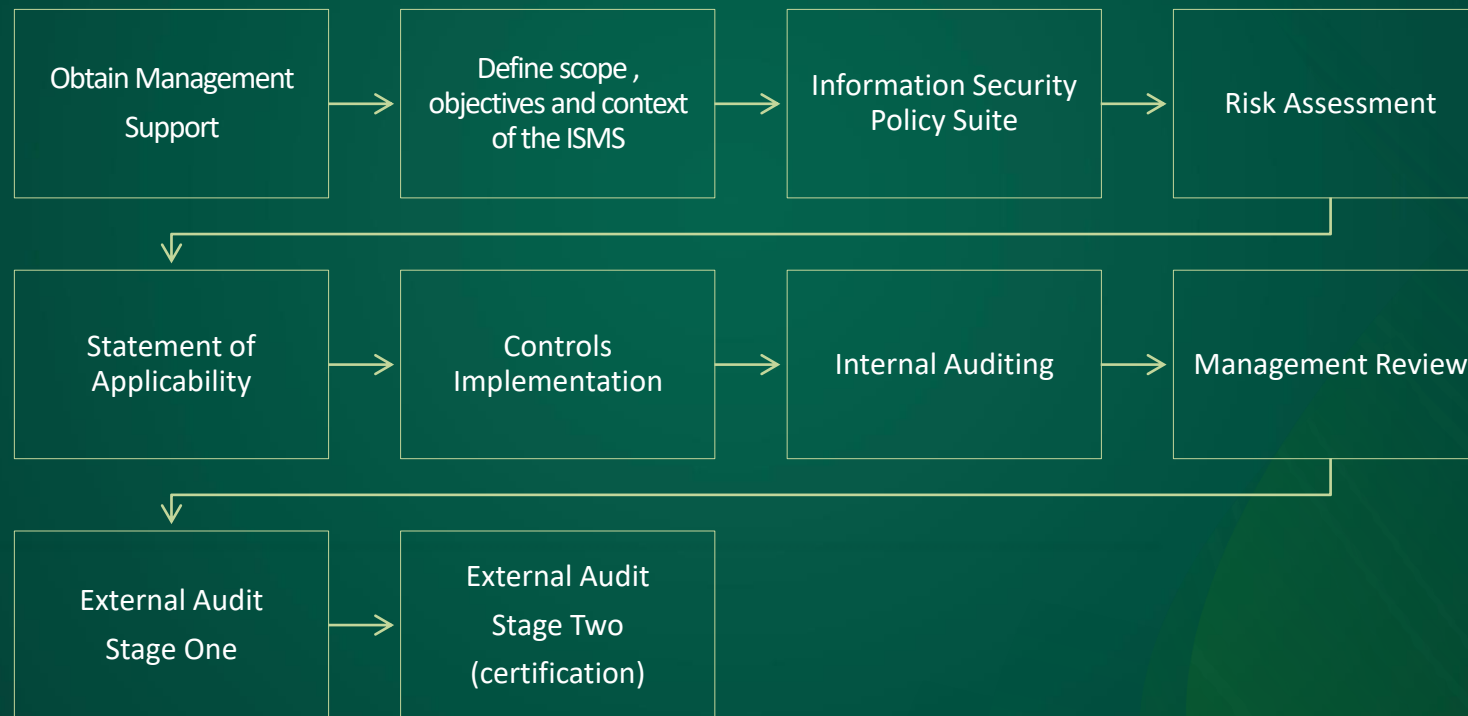 Obtain Management
Support
Define scope ,
objectives and context
of the ISMS
Information Security
Policy Suite
Risk Assessment
Statement of
Applicability
Controls
Implementation
Internal Auditing
Management Review
External Audit
Stage One
External Audit
Stage Two
(certification)